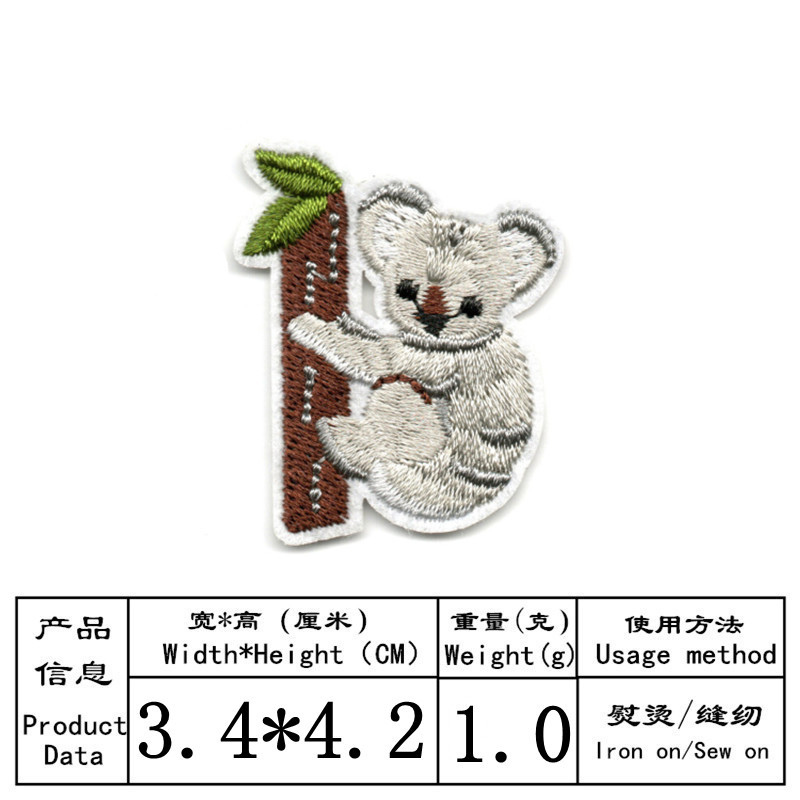 产品
信息
Product
Data
宽*高 (厘米)
Width*Height (CM)
3.4*4.2
重量(克)
Weight(g)
1.0
使用方法
Usage method
熨烫/缝纫
Iron on/Sew on